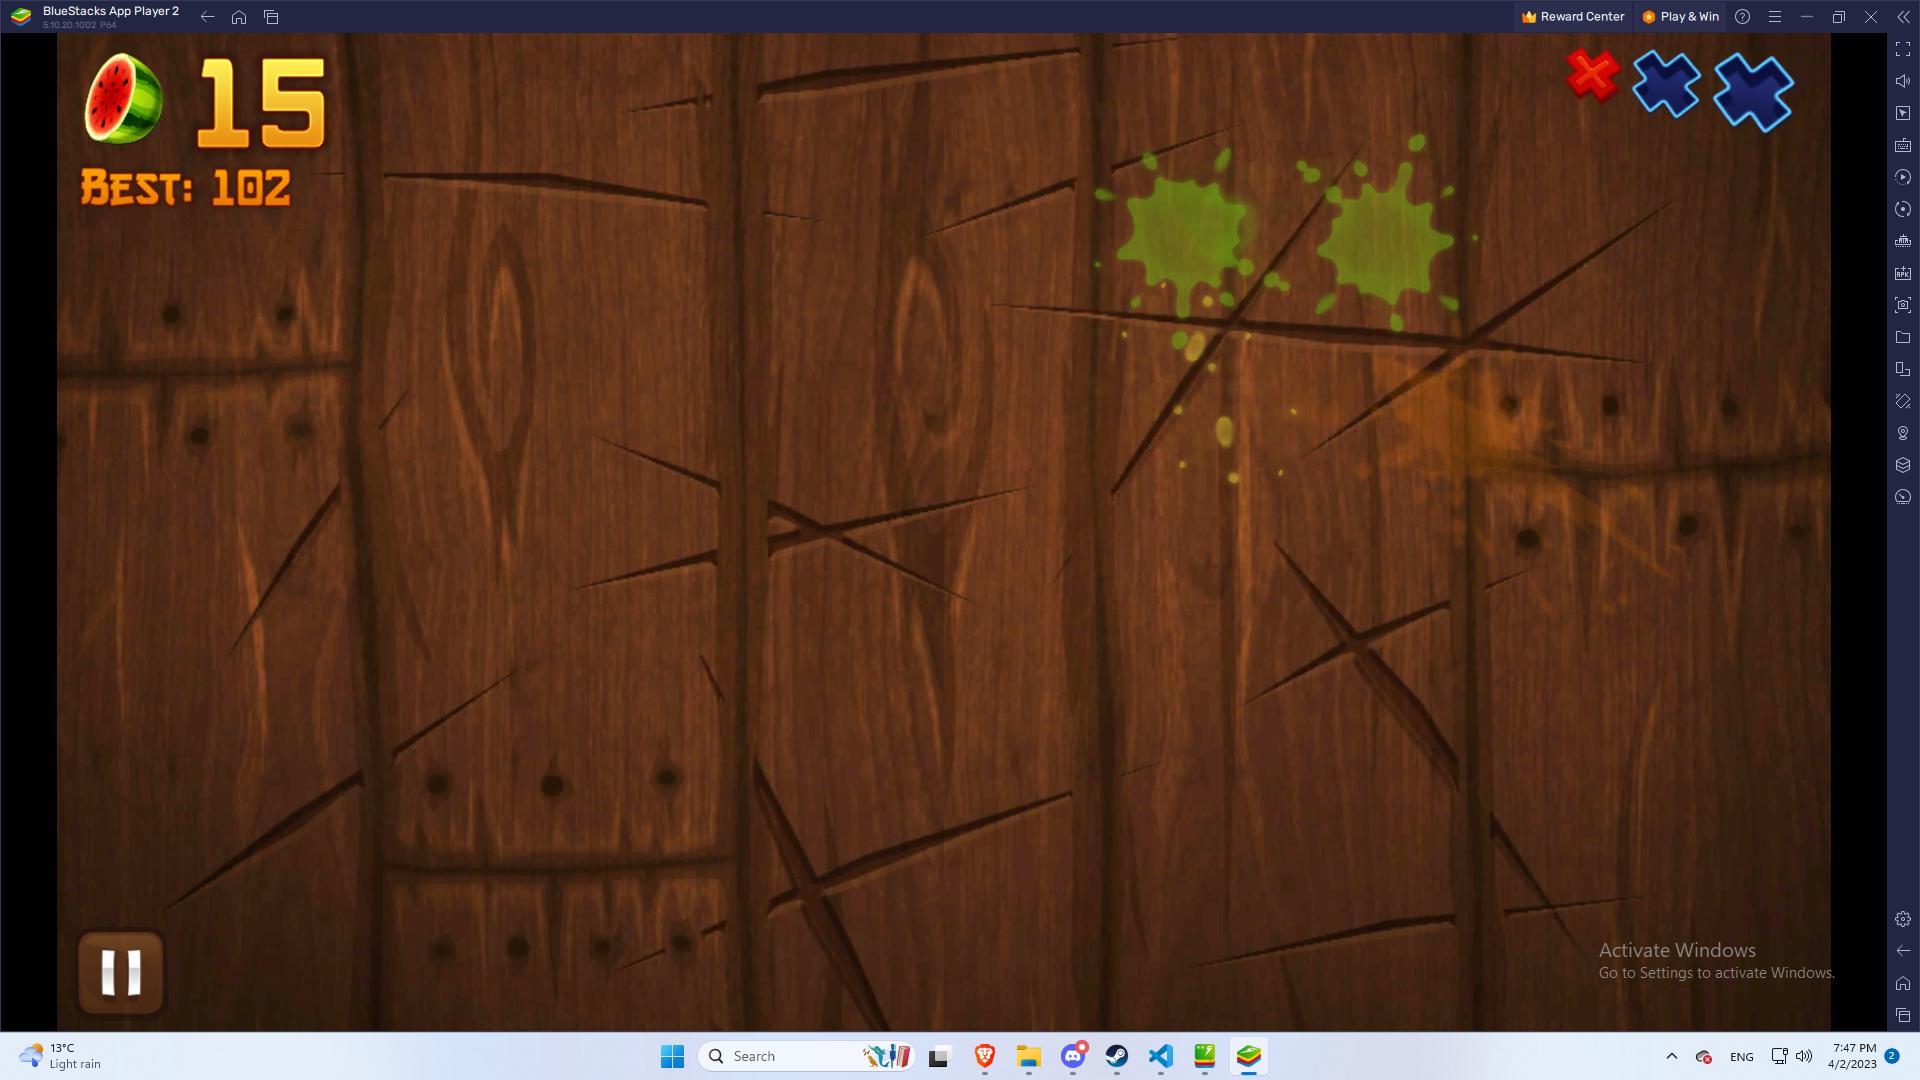 BlueStacks App Player 2
5.10.20.1002 P64
Reward Center
Play & Win
15
BEST: 102
APK
Activate Windows
Go to Settings to activate Windows.
13°C
Light rain
Search
ENG
7:47 PM
4/2/2023
2